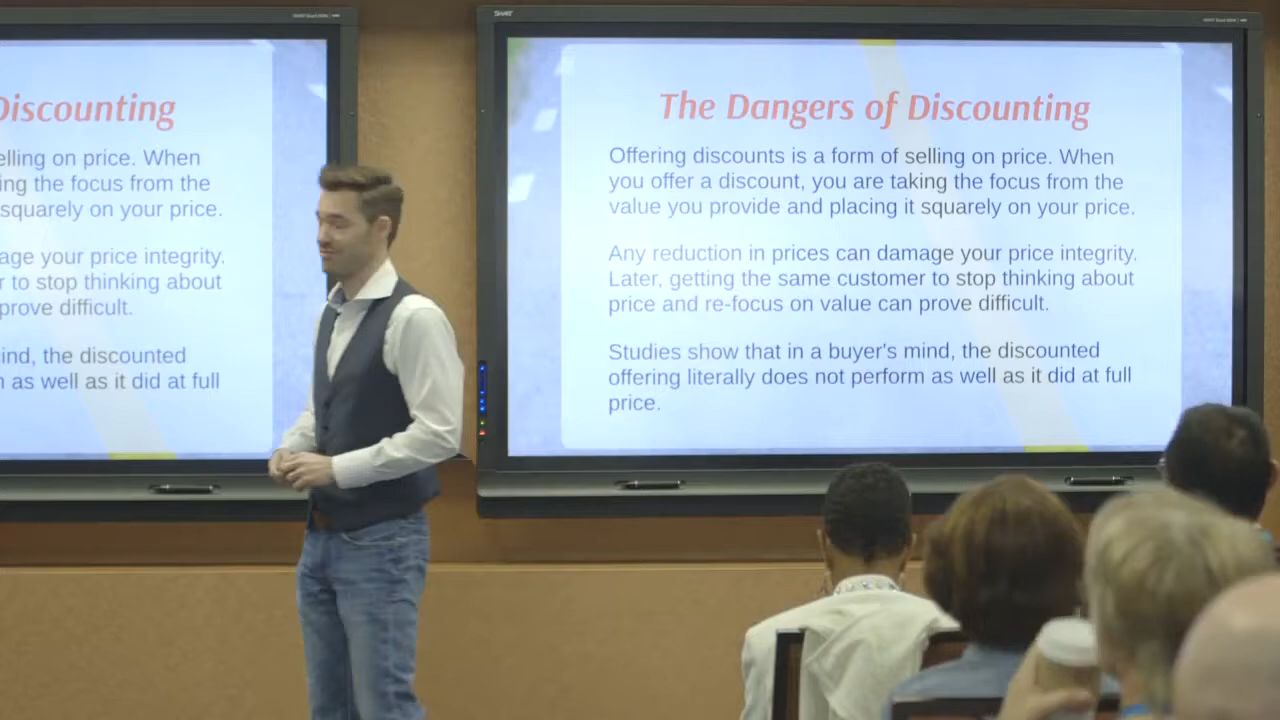 Discounting
elling on price. When
ing the focus from the
squarely on your price.
age your price integrity.
r to stop thinking about
prove difficult.
ind, the discounted
n as well as it did at full
SMART
The Dangers of Discounting
Offering discounts is a form of selling on price. When
you offer a discount, you are taking the focus from the
value you provide and placing it squarely on your price.
Any reduction in prices can damage your price integrity.
Later, getting the same customer to stop thinking about
price and re-focus on value can prove difficult.
Studies show that in a buyer's mind, the discounted
offering literally does not perform as well as it did at full
price.